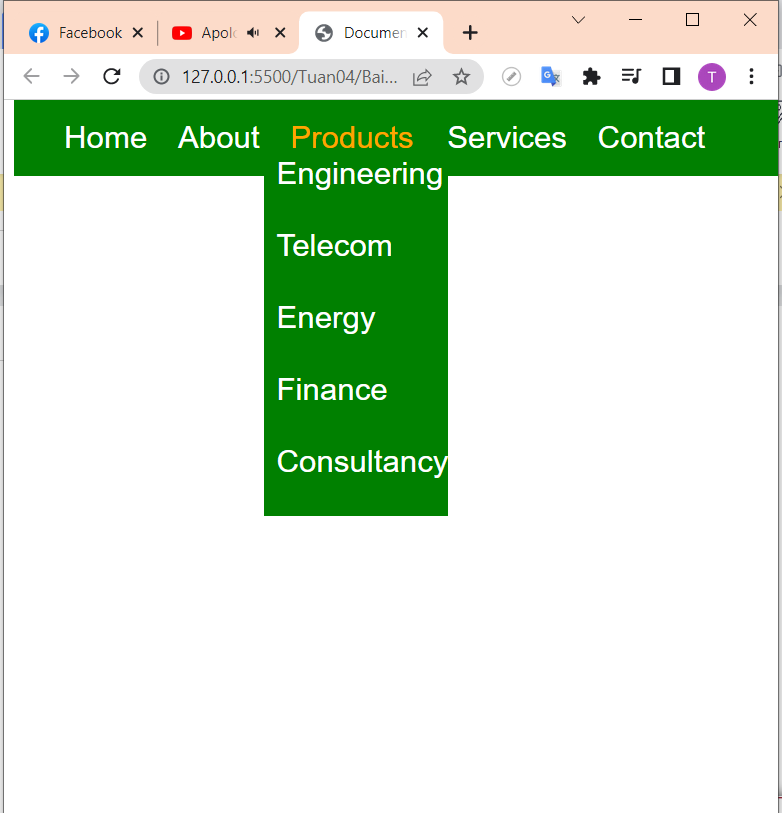 Facebook Apolo Documen
127.0.0.1:5500/Tuan04/Bai...
T
Home About Products Services Contact
Engineering
Telecom
Energy
Finance
Consultancy